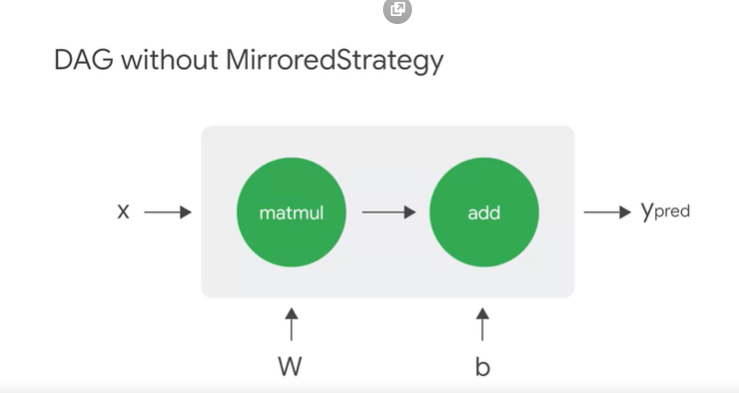 DAG without MirroredStrategy
x
matmul
add
ypred
W
b